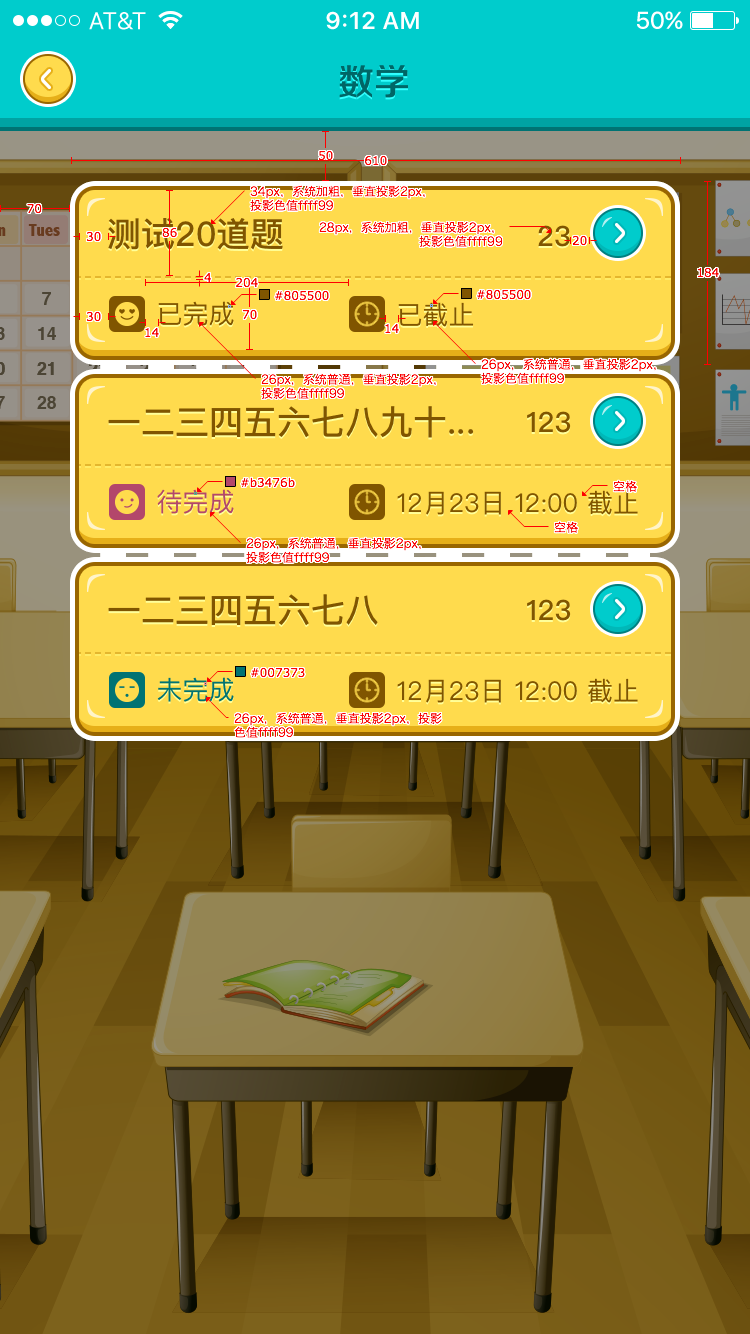 AT&T 9:12 AM 50%
数学
50
610
70
34px，系统加粗，垂直投影2px，
投影色值ffff99
28px，系统加粗，垂直投影2px，
投影色值ffff99
86
30
测试20道题
23
20
Tues
184
4
204
#805500
#805500
7
30
已完成
70
已截止
14
14
14
26px，系统普通，垂直投影2px，
投影色值ffff99
26px，系统普通，垂直投影2px，
投影色值ffff99
21
28
一二三四五六七八九十...
123
#b3476b
空格
待完成
12月23日 12:00 截止
空格
26px，系统普通，垂直投影2px，
投影色值ffff99
一二三四五六七八
123
#007373
未完成
12月23日 12:00 截止
26px，系统普通，垂直投影2px，投影
色值ffff99